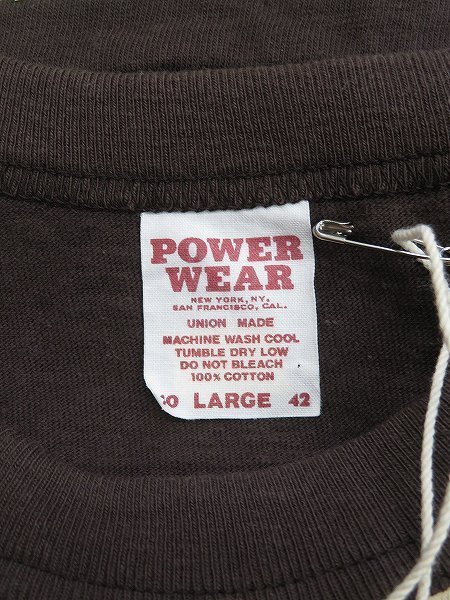 POWER
WEAR
NEW YORK, NY.
SAN FRANCISCO, CAL.
UNION MADE
MACHINE WASH COOL
TUMBLE DRY LOW
DO NOT BLEACH
100% COTTON
LARGE 42